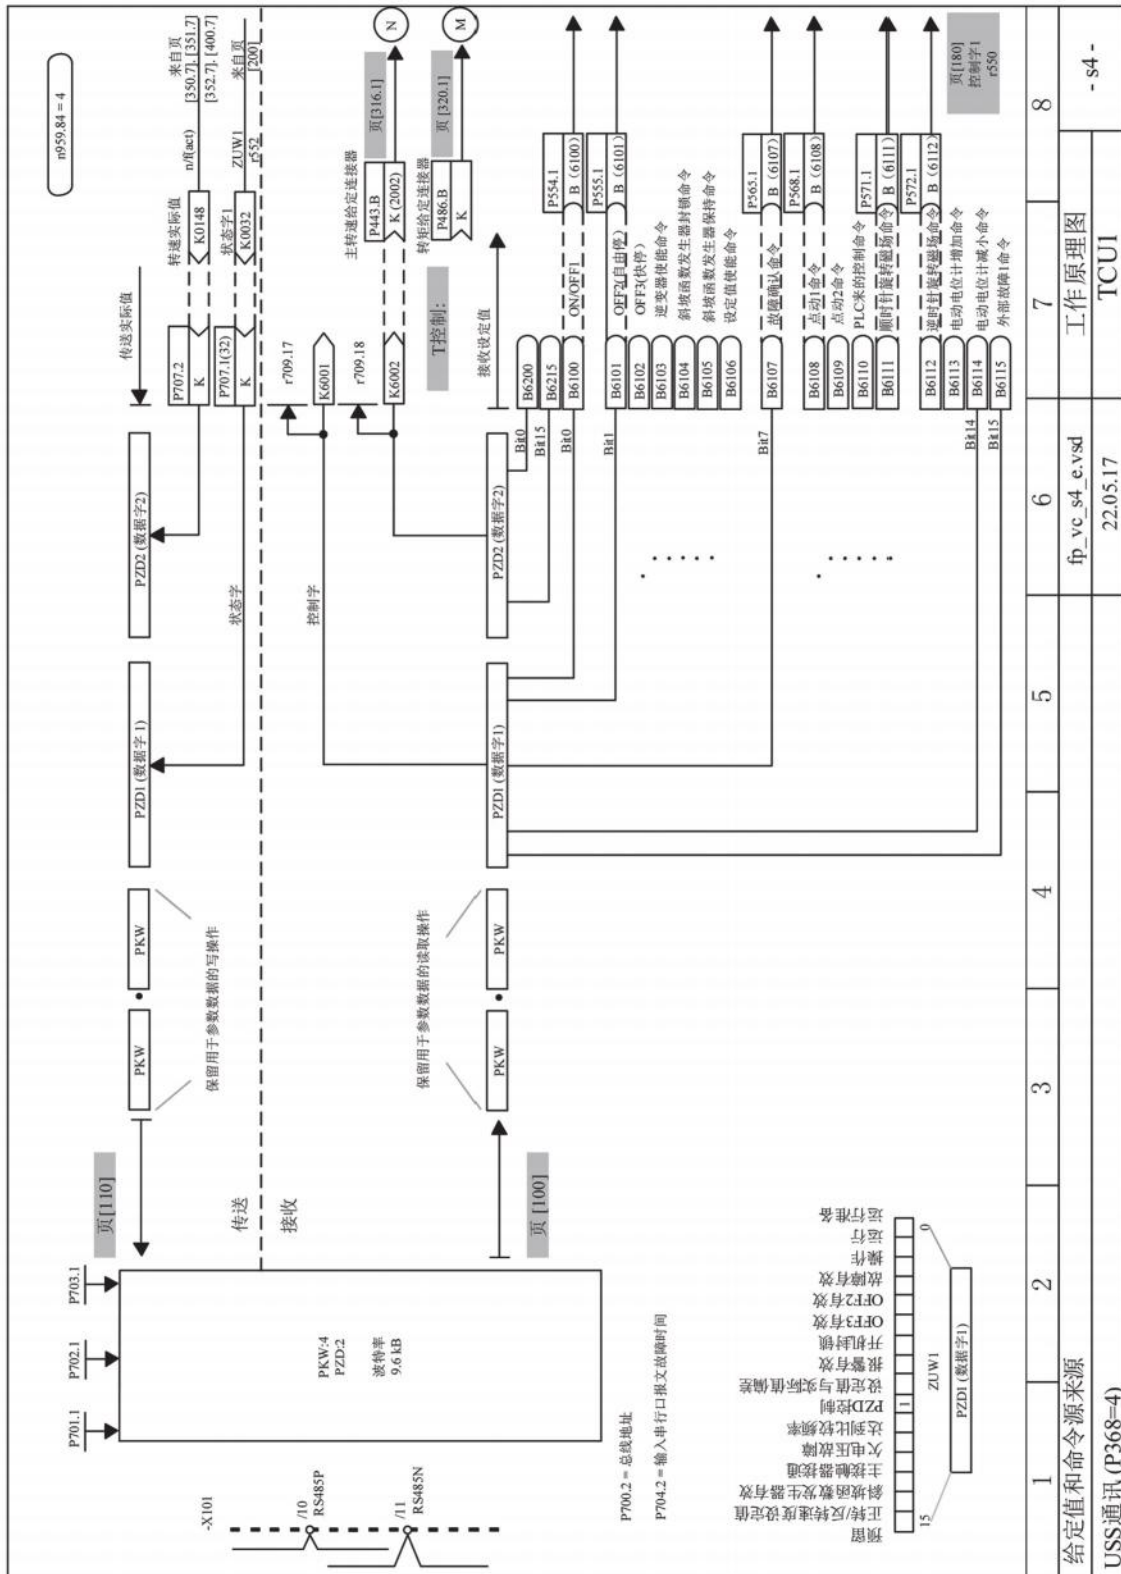 n959.84 = 4
P701.1
P702.1
P703.1
页[110]
传送
接收
页 [100]
PKW:4
PZD:2
波特率
9.6 kB
-X101
/10
RS485P
/11
RS485N
P700.2 = 总线地址
P704.2 = 输入串行口报文故障时间
PKW
PKW
保留用于参数数据的写操作
PZD1 (数据字 1)
PZD2 (数据字2)
传送实际值
状态字
P707.2
K
转速实际值
K0148
n/f(act)
来自页
[350.7]. [351.7]
[352.7]. [400.7]
P707.1(32)
K
状态字1
K0032
ZUW1
r552
来自页
[200]
PKW
PKW
保留用于参数数据的读取操作
PZD1 (数据字1)
PZD2 (数据字2)
控制字
r709.17
K6001
r709.18
K6002
主转速给定连接器
P443.B
K (2002)
页[316.1]
N
T控制:
转矩给定连接器
P486.B
K
页 [320.1]
M
接收设定值
Bit0
B6200
Bit15
B6215
Bit0
B6100
ON/OFF1
P554.1
B（6100）
Bit1
B6101
OFF2(自由停)
P555.1
B（6101）
B6102
OFF3(快停)
B6103
逆变器使能命令
B6104
斜坡函数发生器封锁命令
B6105
斜坡函数发生器保持命令
B6106
设定值使能命令
Bit7
B6107
故障确认命令
P565.1
B（6107）
B6108
点动1命令
P568.1
B（6108）
B6109
点动2命令
B6110
PLC来的控制命令
B6111
顺时针旋转磁场命令
P571.1
B（6111）
B6112
逆时针旋转磁场命令
P572.1
B（6112）
B6113
电动电位计增加命令
Bit14
B6114
电动电位计减小命令
Bit15
B6115
外部故障1命令
页[180]
控制字1
r550
预留
正转/反转速度设定值
斜坡函数发生器有效
主接触器接通
欠电压故障
达到比较频率
PZD控制
设定值与实际值偏差
报警有效
开机封锁
OFF3有效
OFF2有效
故障有效
操作
运行
运行准备
1
15
ZUW1
0
PZD1 (数据字1)
1
2
3
4
5
6
7
8
给定值和命令源来源
USS通讯 (P368=4)
fp_vc_s4_e.vsd
22.05.17
工作原理图
TCU1
- s4 -